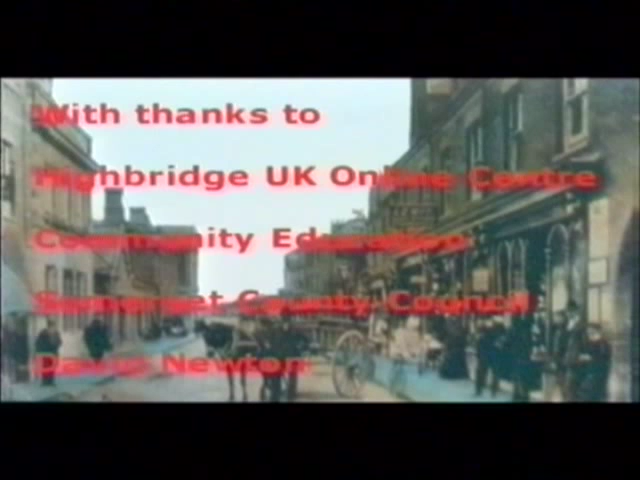 With thanks to
Highbridge UK Online Centre
Community Education
Somerset County Council
Newton